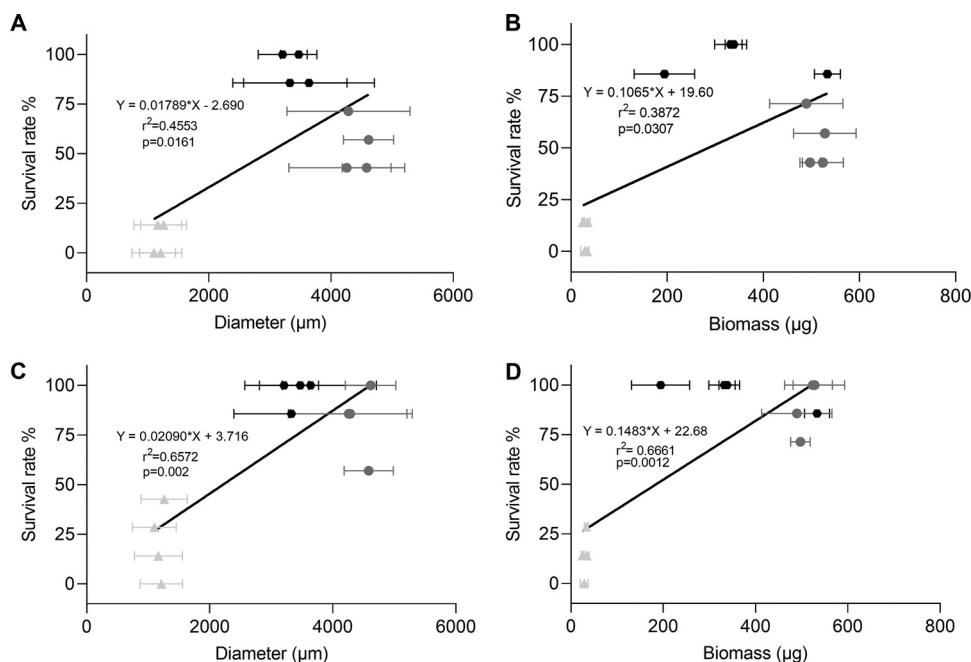 A
Survival rate %
100
75
50
25
0
Y = 0.01789*X - 2.690
r²=0.4553
p=0.0161
0 2000 4000 6000
Diameter (µm)
B
Survival rate %
100
75
50
25
0
Y = 0.1065*X + 19.60
r² = 0.3872
p=0.0307
0 200 400 600 800
Biomass (µg)
C
Survival rate %
100
75
50
25
0
Y = 0.02090*X + 3.716
r²=0.6572
p=0.002
0 2000 4000 6000
Diameter (µm)
D
Survival rate %
100
75
50
25
0
Y = 0.1483*X + 22.68
r² = 0.6661
p=0.0012
0 200 400 600 800
Biomass (µg)